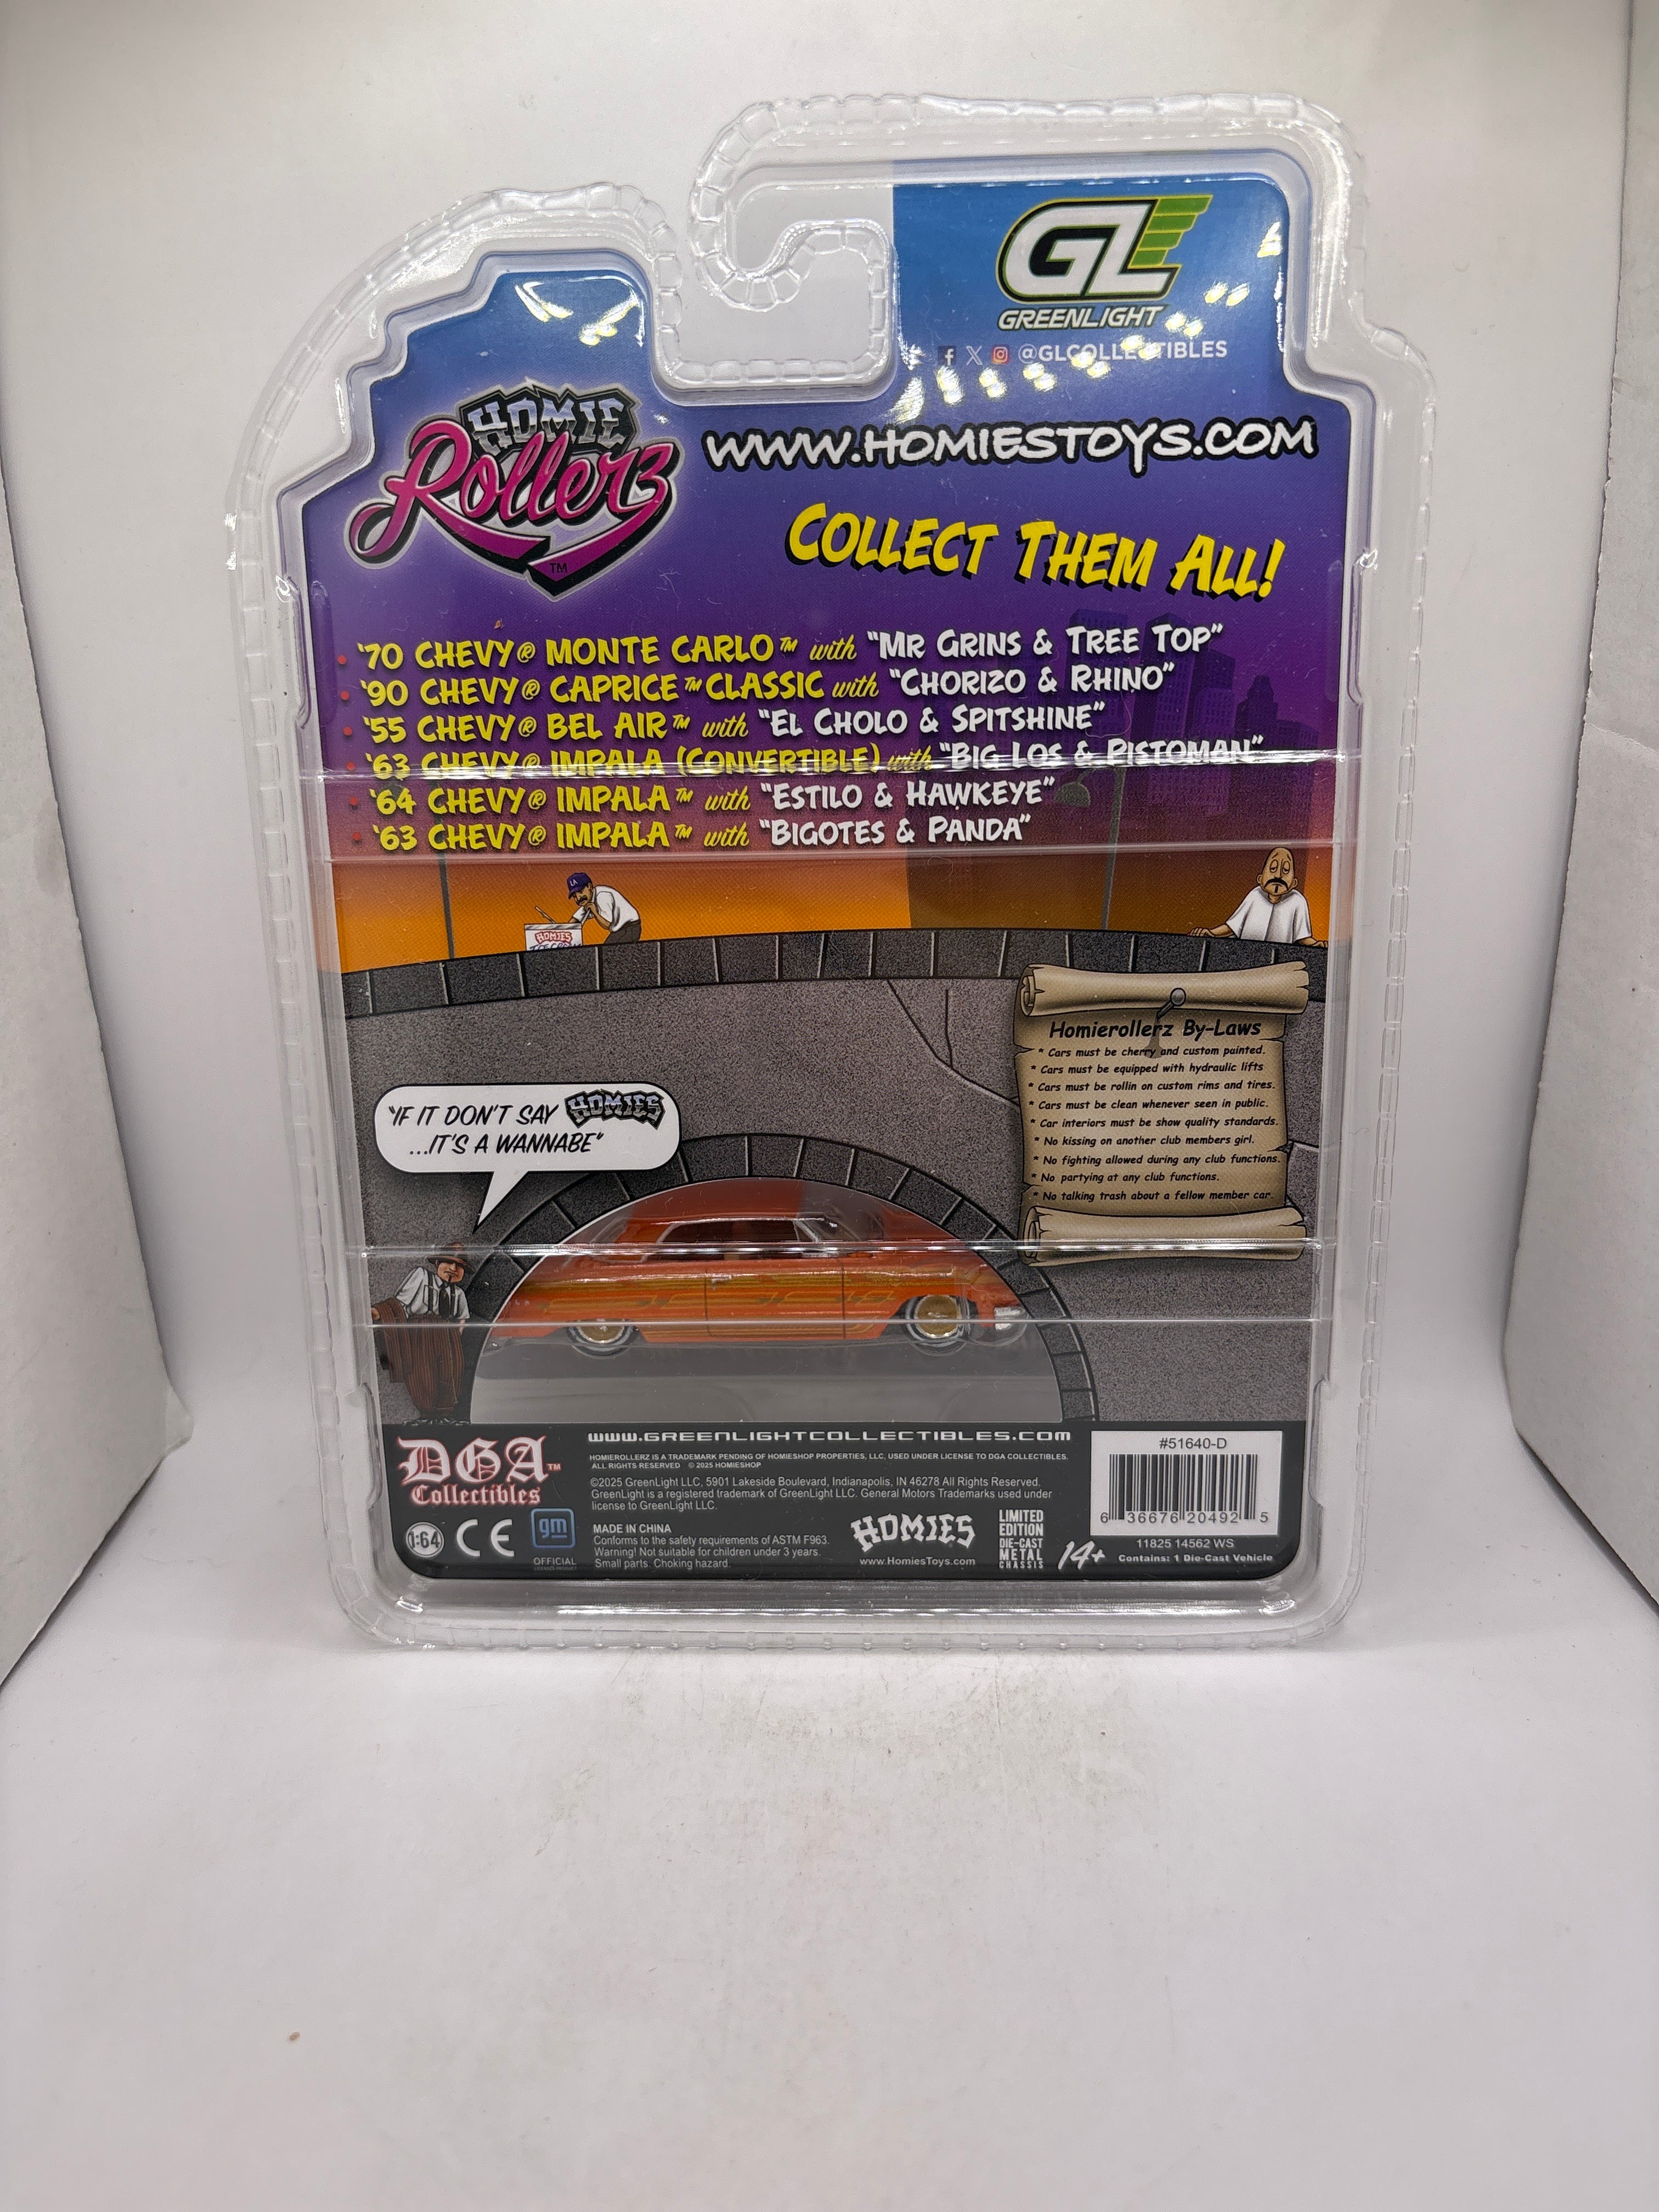 GL
GREENLIGHT
@GLCOLLECTIBLES
HOMIE
Rollerz
TM
WWW.HOMIESTOYS.COM
COLLECT THEM ALL!
• '70 CHEVY® MONTE CARLO™ with "MR GRINS & TREE TOP"
• '90 CHEVY® CAPRICE™ CLASSIC with "CHORIZO & RHINO"
• '55 CHEVY® BEL AIR™ with "EL CHOLO & SPITSHINE"
• '63 CHEVY® IMPALA (CONVERTIBLE) with "BIG LOS & PISTOMAN"
• '64 CHEVY® IMPALA™ with "ESTILO & HAWKEYE"
• '63 CHEVY® IMPALA™ with "BIGOTES & PANDA"
LA
HOMIES
Homierollerz By-Laws
* Cars must be cherry and custom painted.
* Cars must be equipped with hydraulic lifts
* Cars must be rollin on custom rims and tires.
* Cars must be clean whenever seen in public.
* Car interiors must be show quality standards.
* No kissing on another club members girl.
* No fighting allowed during any club functions.
* No partying at any club functions.
* No talking trash about a fellow member car.
"IF IT DON'T SAY HOMIES
...IT'S A WANNABE"
DGA™
Collectibles
1:64
CE
gm
OFFICIAL
www.GREENLIGHTCOLLECTIBLES.COM
HOMIEROLLERZ IS A TRADEMARK PENDING OF HOMIESHOP PROPERTIES, LLC, USED UNDER LICENSE TO DGA COLLECTIBLES.
ALL RIGHTS RESERVED © 2025 HOMIESHOP
©2025 GreenLight LLC, 5901 Lakeside Boulevard, Indianapolis, IN 46278 All Rights Reserved.
GreenLight is a registered trademark of GreenLight LLC. General Motors Trademarks used under
license to GreenLight LLC.
MADE IN CHINA
Conforms to the safety requirements of ASTM F963.
Warning! Not suitable for children under 3 years.
Small parts. Choking hazard.
HOMIES
www.HomiesToys.com
LIMITED
EDITION
DIE-CAST
METAL
CHASSIS
14+
#51640-D
6 36676 20492 5
11825 14562 WS
Contains: 1 Die-Cast Vehicle